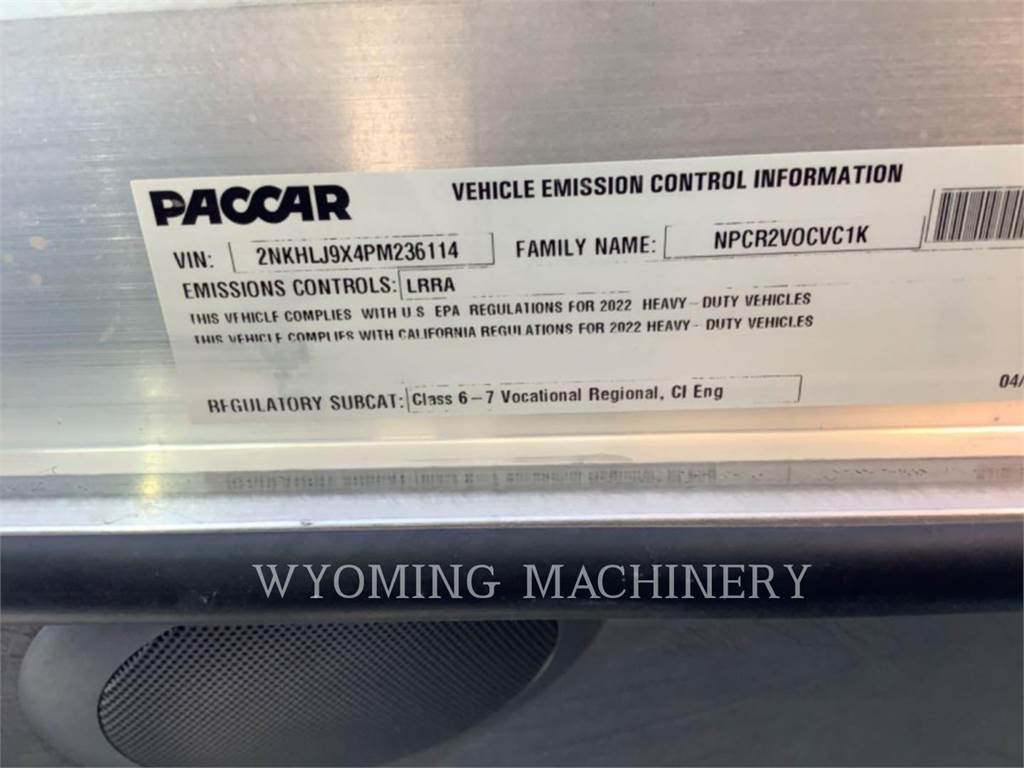 PACCAR VEHICLE EMISSION CONTROL INFORMATION
VIN: 2NKHLJ9X4PM236114 FAMILY NAME: NPCR2VOCVC1K
EMISSIONS CONTROLS: LRRA
THIS VEHICLE COMPLIES WITH U.S EPA REGULATIONS FOR 2022 HEAVY-DUTY VEHICLES
THIS VEHICLE COMPLIES WITH CALIFORNIA REGULATIONS FOR 2022 HEAVY-DUTY VEHICLES
04/
REGULATORY SUBCAT: Class 6-7 Vocational Regional, CI Eng
WYOMING MACHINERY